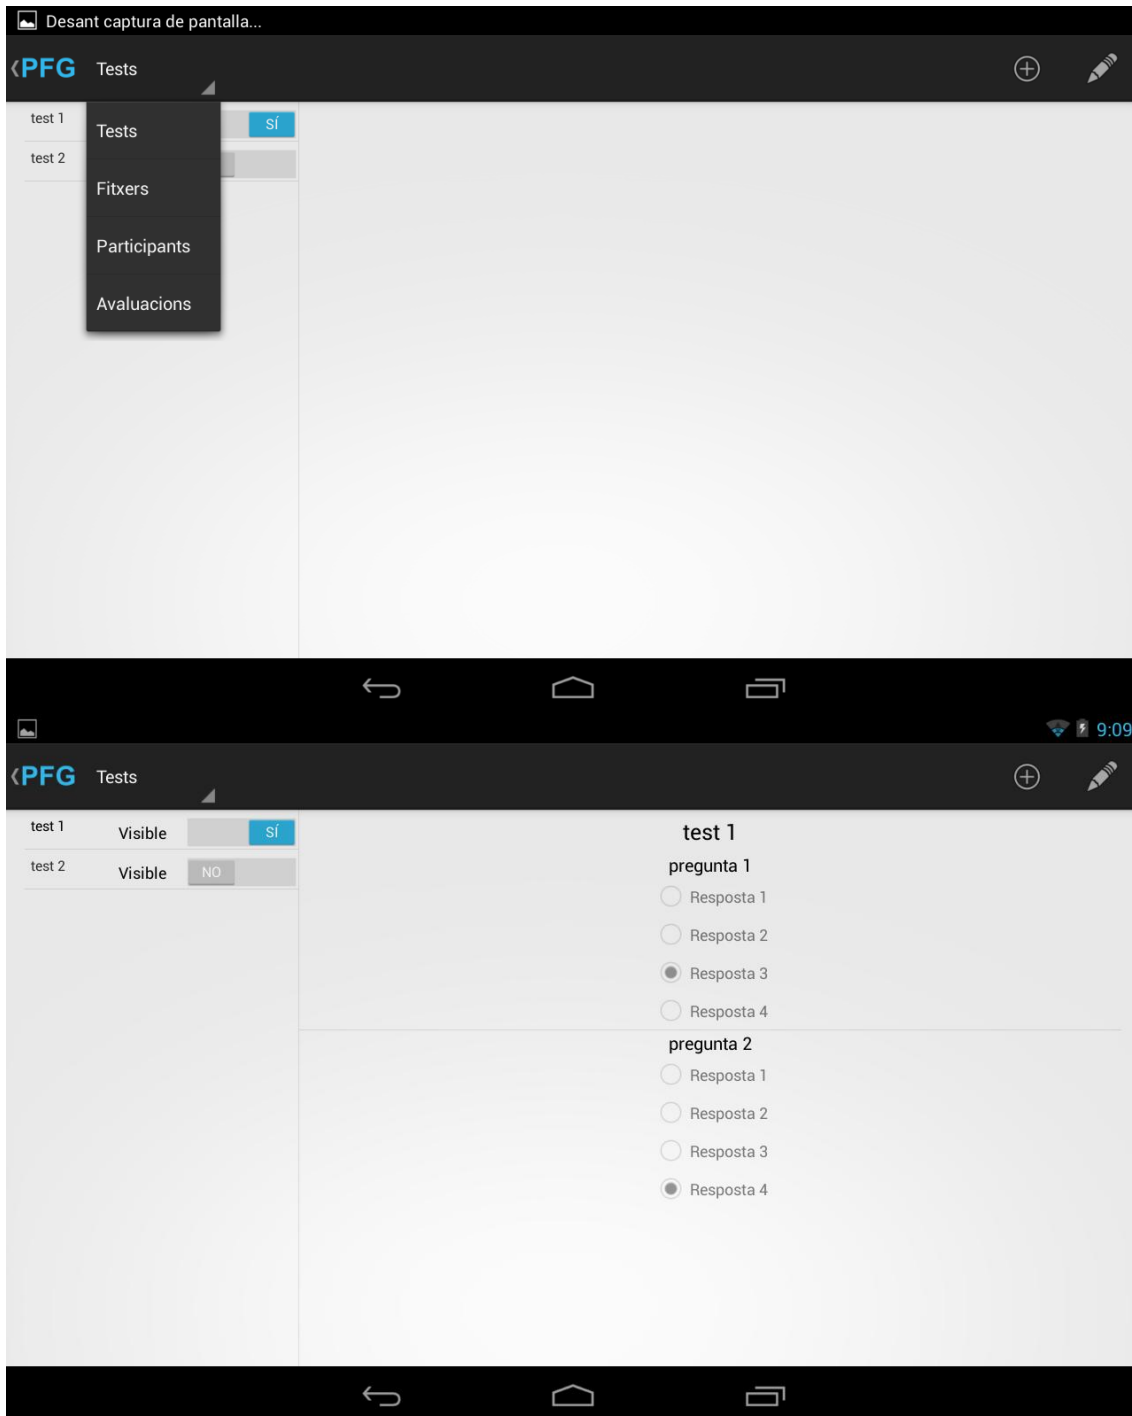 Desant captura de pantalla...
PFG Tests
test 1 SÍ
Tests
test 2
Fitxers
Participants
Avaluacions
9:09
PFG Tests
test 1 Visible SÍ
test 2 Visible NO
test 1
pregunta 1
Resposta 1
Resposta 2
Resposta 3
Resposta 4
pregunta 2
Resposta 1
Resposta 2
Resposta 3
Resposta 4